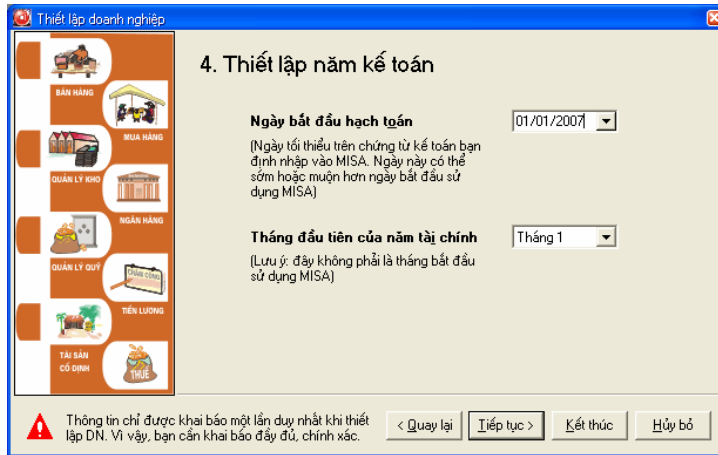 Thiết lập doanh nghiệp
BÁN HÀNG
MUA HÀNG
QUẢN LÝ KHO
NGÂN HÀNG
QUẢN LÝ QUỸ
CHẤM CÔNG
TIỀN LƯƠNG
TÀI SẢN
CỐ ĐỊNH
THUẾ
4. Thiết lập năm kế toán
Ngày bắt đầu hạch toán
01/01/2007
(Ngày tối thiểu trên chứng từ kế toán bạn
định nhập vào MISA. Ngày này có thể
sớm hoặc muộn hơn ngày bắt đầu sử
dụng MISA)
Tháng đầu tiên của năm tài chính
Tháng 1
(Lưu ý: đây không phải là tháng bắt đầu
sử dụng MISA)
Thông tin chỉ được khai báo một lần duy nhất khi thiết
lập DN. Vì vậy, bạn cần khai báo đầy đủ, chính xác.
< Quay lại
Tiếp tục >
Kết thúc
Hủy bỏ